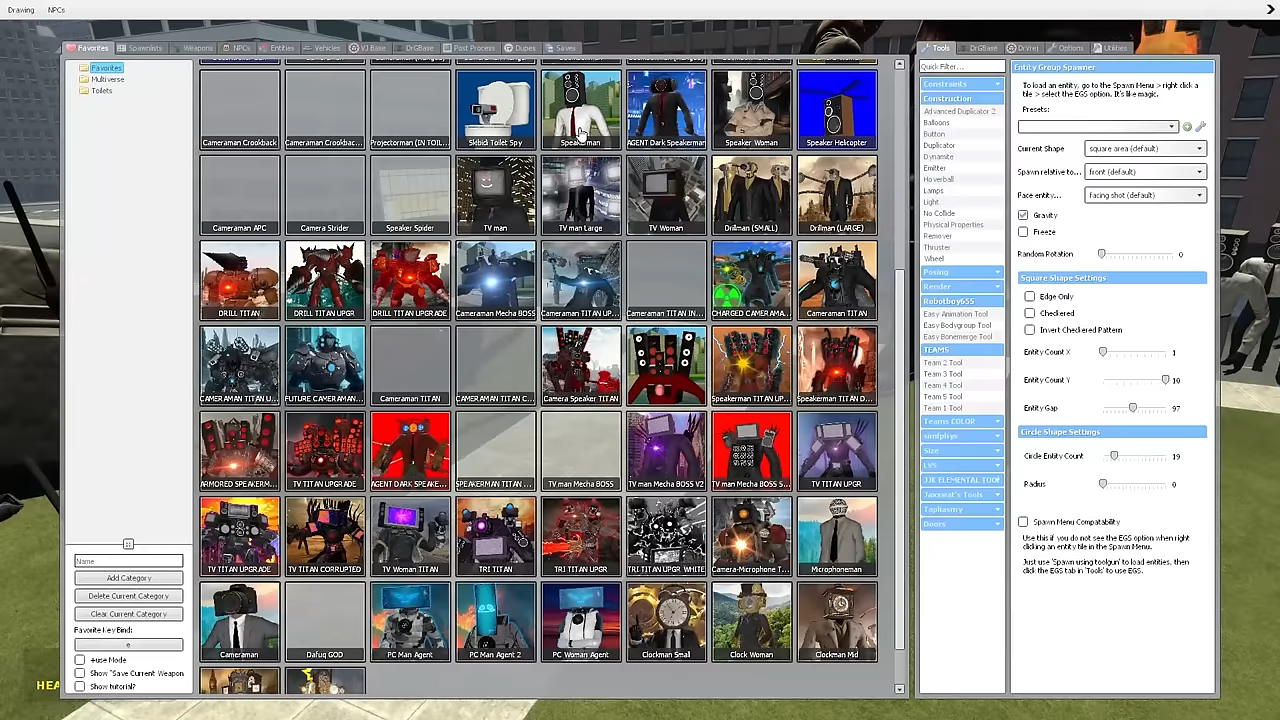 Drawing NPCs
Favorites Spawnlists Weapons NPCs Entities Vehicles VJ Base DrGBase Post Process Dupes Saves
Favorites
Multiverse
Toilets
Cameraman Crookback Cameraman Crookbac... Projectorman (IN TOIL... Skibidi Toilet Spy Speakerman AGENT Dark Speakerman Speaker Woman Speaker Helicopter
Cameraman APC Camera Strider Speaker Spider TV man TV man Large TV Woman Drillman (SMALL) Drillman (LARGE)
DRILL TITAN DRILL TITAN UPGR DRILL TITAN UPGRADE Cameraman Mecha BOSS Cameraman TITAN UP... Cameraman TITAN IN... CHARGED CAMERAMA... Cameraman TITAN
CAMERAMAN TITAN U... FUTURE CAMERAMAN... Cameraman TITAN CAMERAMAN TITAN C... Camera Speaker TITAN Speakerman TITAN UP... Speakerman TITAN D...
ARMORED SPEAKERM... TV TITAN UPGRADE AGENT DARK SPEAKE... SPEAKERMAN TITAN ... TV man Mecha BOSS TV man Mecha BOSS V2 TV man Mecha BOSS S... TV TITAN UPGR
TV TITAN UPGRADE TV TITAN CORRUPTED TV Woman TITAN TRI TITAN TRI TITAN UPGR TRI TITAN UPGR WHITE Camera-Microphone T... Microphoneman
Cameraman Dafuq GOD PC Man Agent PC Man Agent 2 PC Woman Agent Clockman Small Clock Woman Clockman Mid
Name
Add Category
Delete Current Category
Clear Current Category
Favorite Key Bind:
e
+use Mode
Show "Save Current Weapon
Show tutorial?
HEA
Tools DrGBase (Drive) Options Utilities
Quick Filter...
Constraints
Construction
Advanced Duplicator 2
Balloons
Button
Duplicator
Dynamite
Emitter
Hoverball
Lamps
Light
No Collide
Physical Properties
Remover
Thruster
Wheel
Posing
Render
Robotboy655
Easy Animation Tool
Easy Bodygroup Tool
Easy Bonemerge Tool
TEAMS
Team 2 Tool
Team 3 Tool
Team 4 Tool
Team 5 Tool
Team 1 Tool
Teams COLOR
simfphys
Size
LVS
JJK ELEMENTAL TOOL
Jaxxwat's Tools
Tapliasmy
Doors
Entity Group Spawner
To load an entity, go to the Spawn Menu > right click a
tile > select the EGS option. It's like magic.
Presets:
Current Shape square area (default)
Spawn relative to... front (default)
Face entity... facing shot (default)
Gravity
Freeze
Random Rotation 0
Square Shape Settings
Edge Only
Checkered
Invert Checkered Pattern
Entity Count X 1
Entity Count Y 10
Entity Gap 97
Circle Shape Settings
Circle Entity Count 19
Radius 0
Spawn Menu Compatability
Use this if you do not see the EGS option when right
clicking an entity tile in the Spawn Menu.
Just use 'Spawn using toolgun' to load entities, then
click the EGS tab in 'Tools' to use EGS.